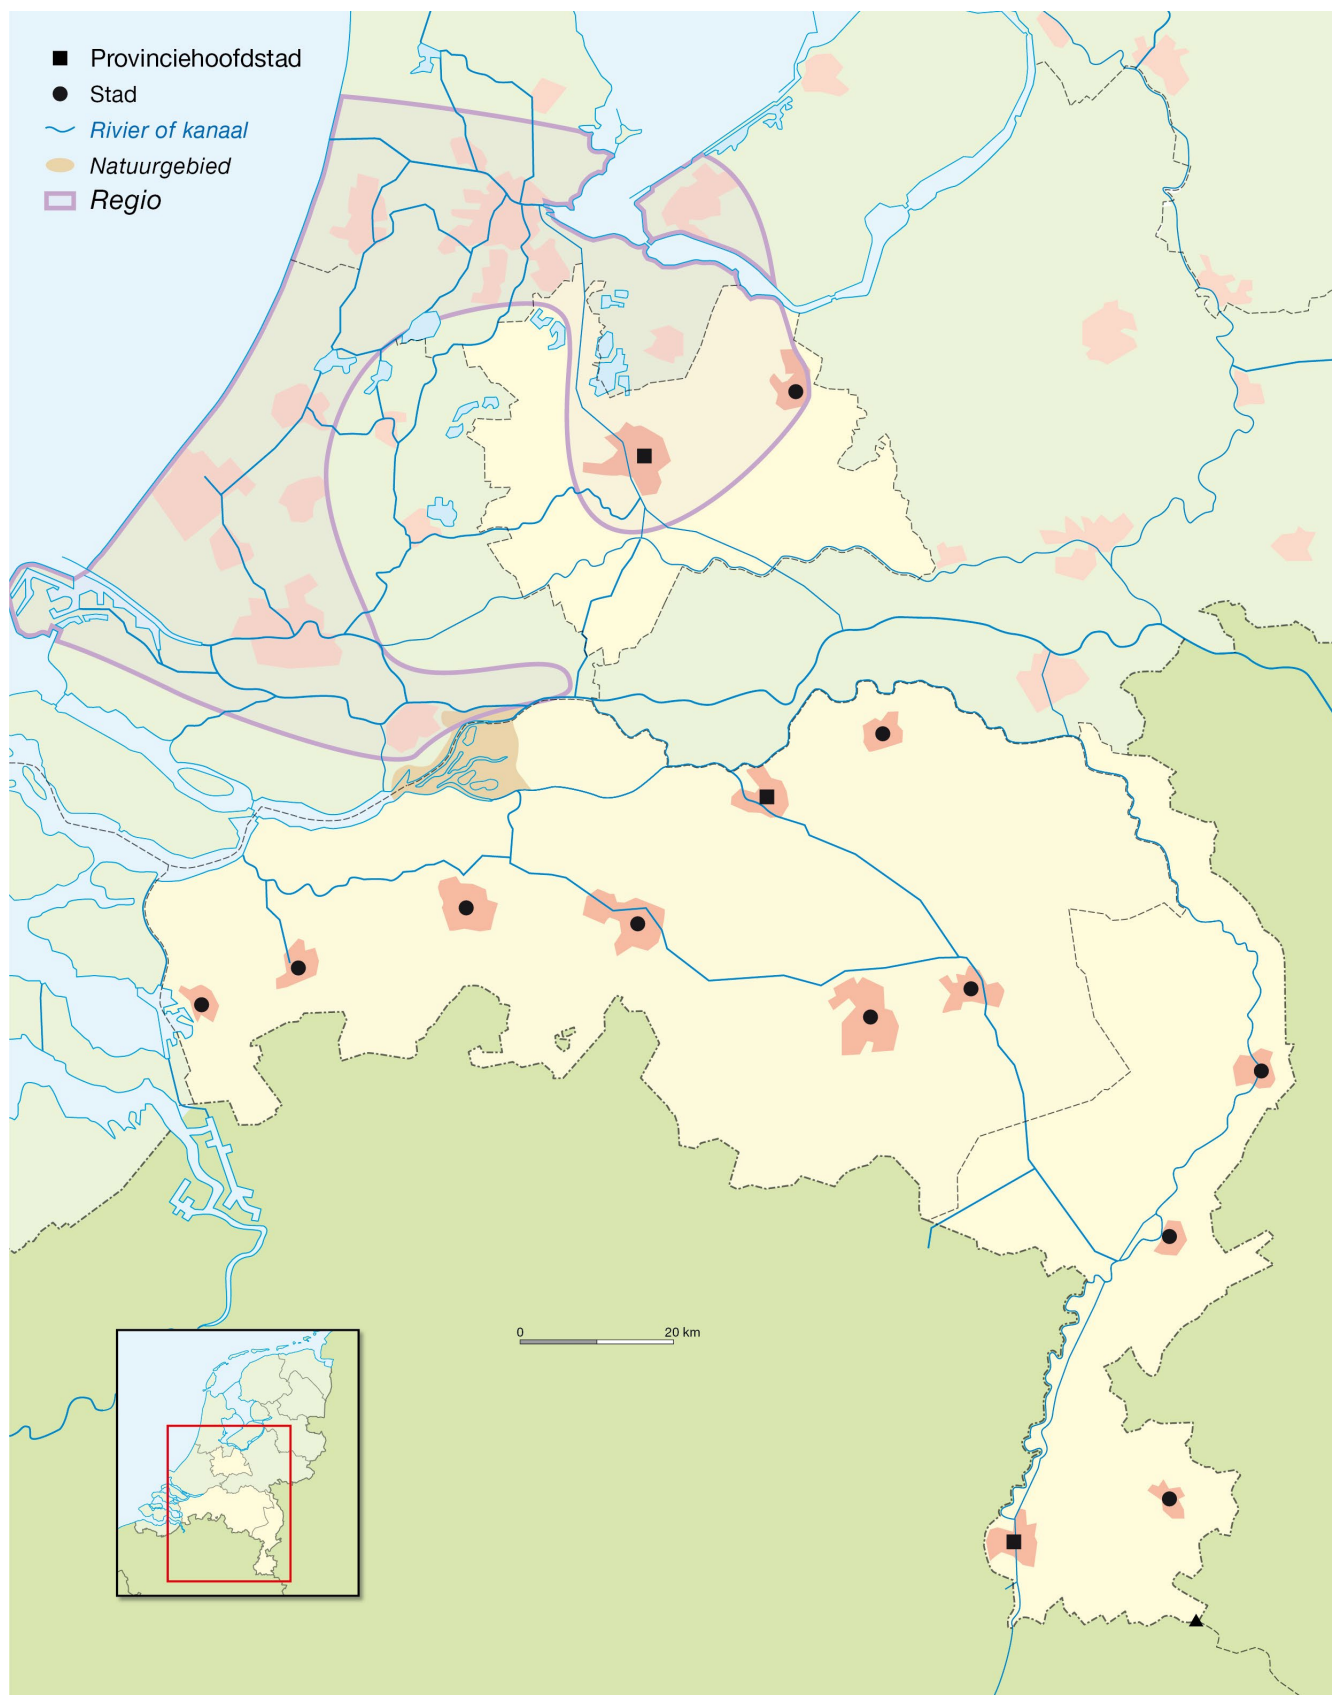 Provinciehoofdstad
Stad
Rivier of kanaal
Natuurgebied
Regio
0 20 km